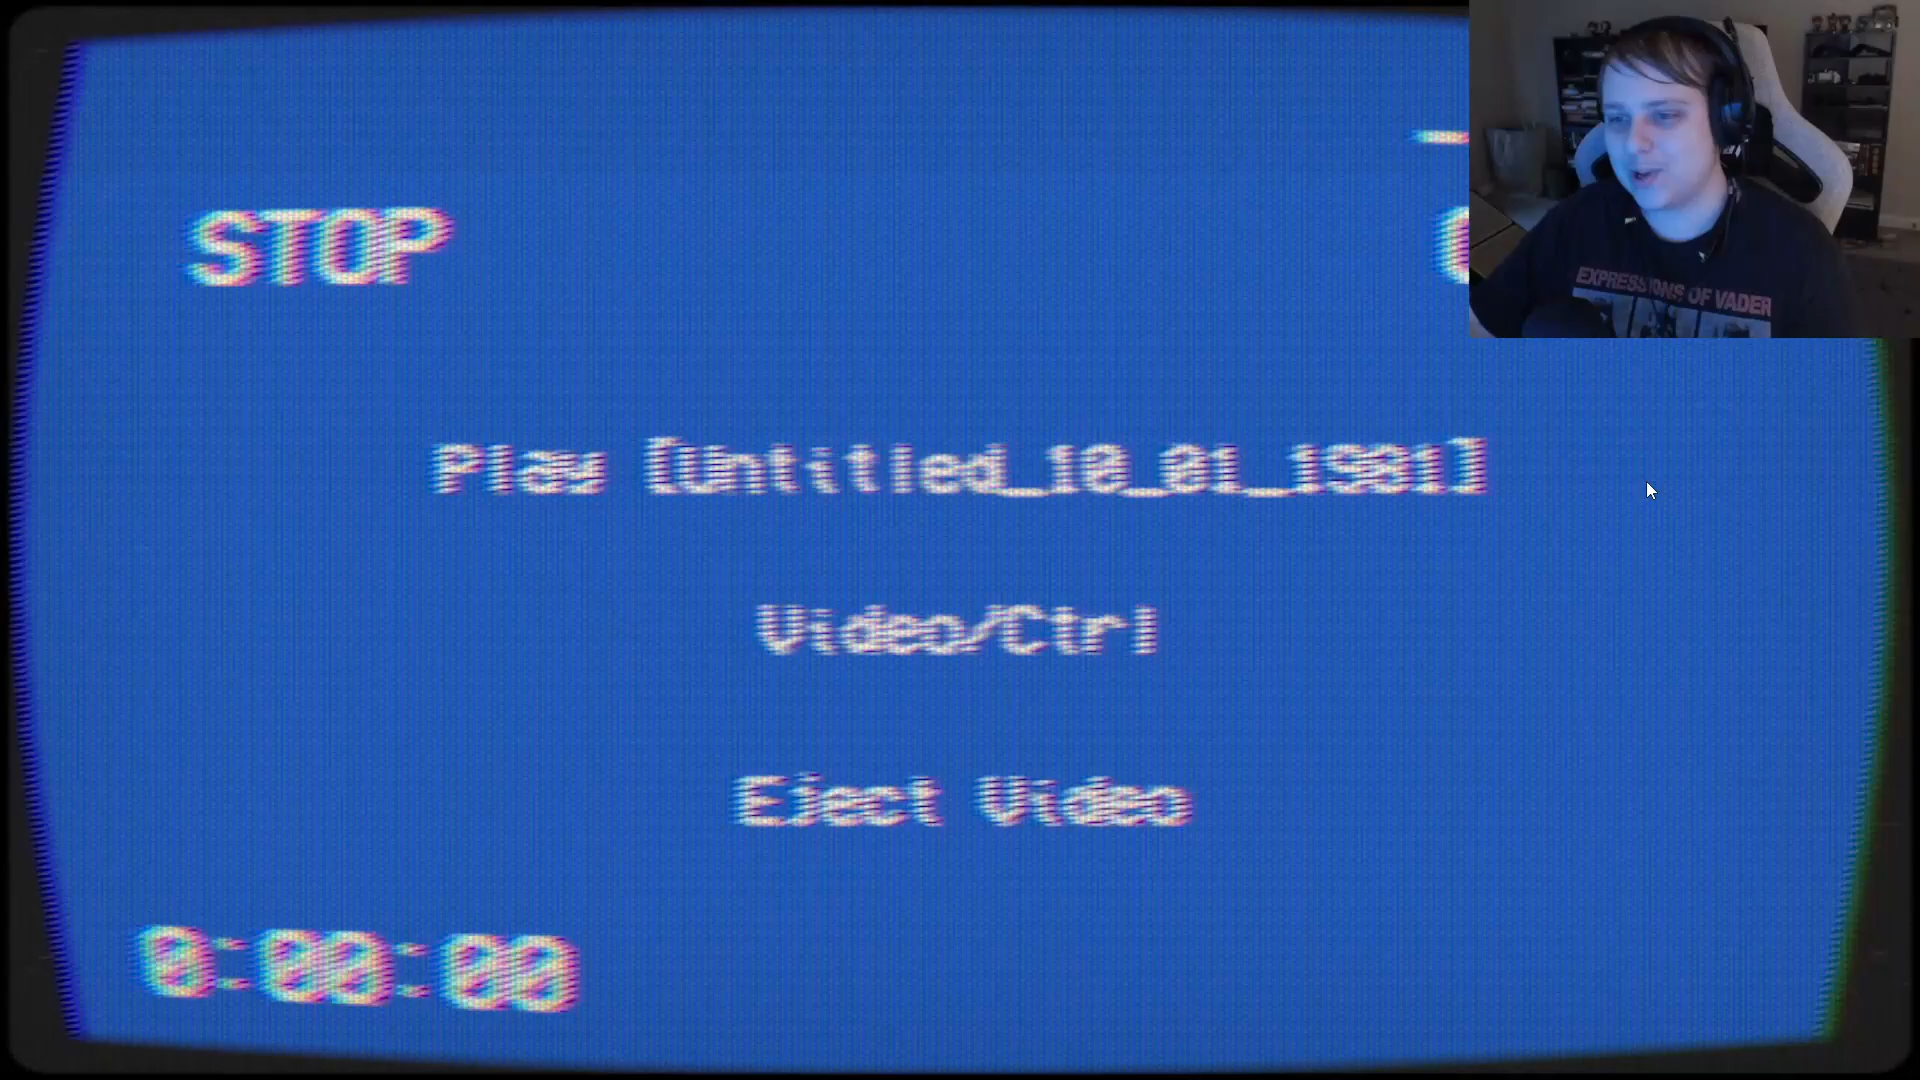 STOP
EXPRESSIONS OF VADER
Play [Untitled_10_01_1981]
Video/Ctrl
Eject Video
0:00:00